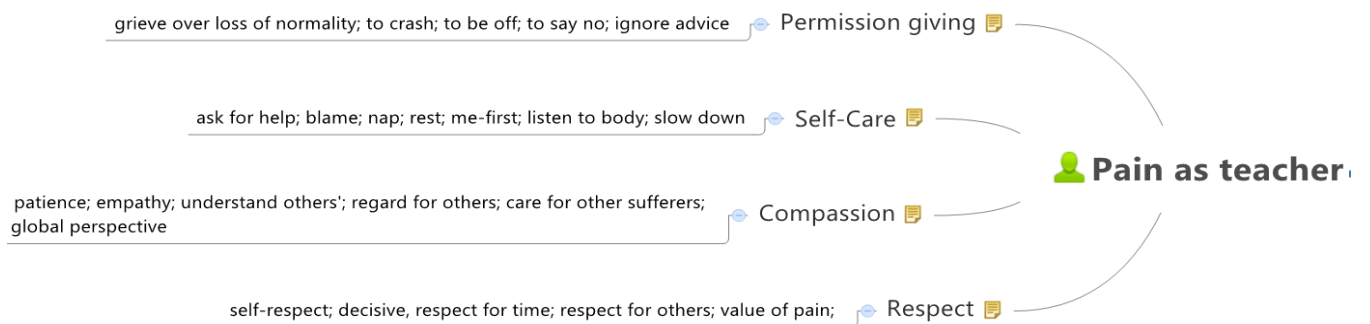 grieve over loss of normality; to crash; to be off; to say no; ignore advice
Permission giving
ask for help; blame; nap; rest; me-first; listen to body; slow down
Self-Care
Pain as teacher
patience; empathy; understand others'; regard for others; care for other sufferers;
global perspective
Compassion
self-respect; decisive, respect for time; respect for others; value of pain;
Respect